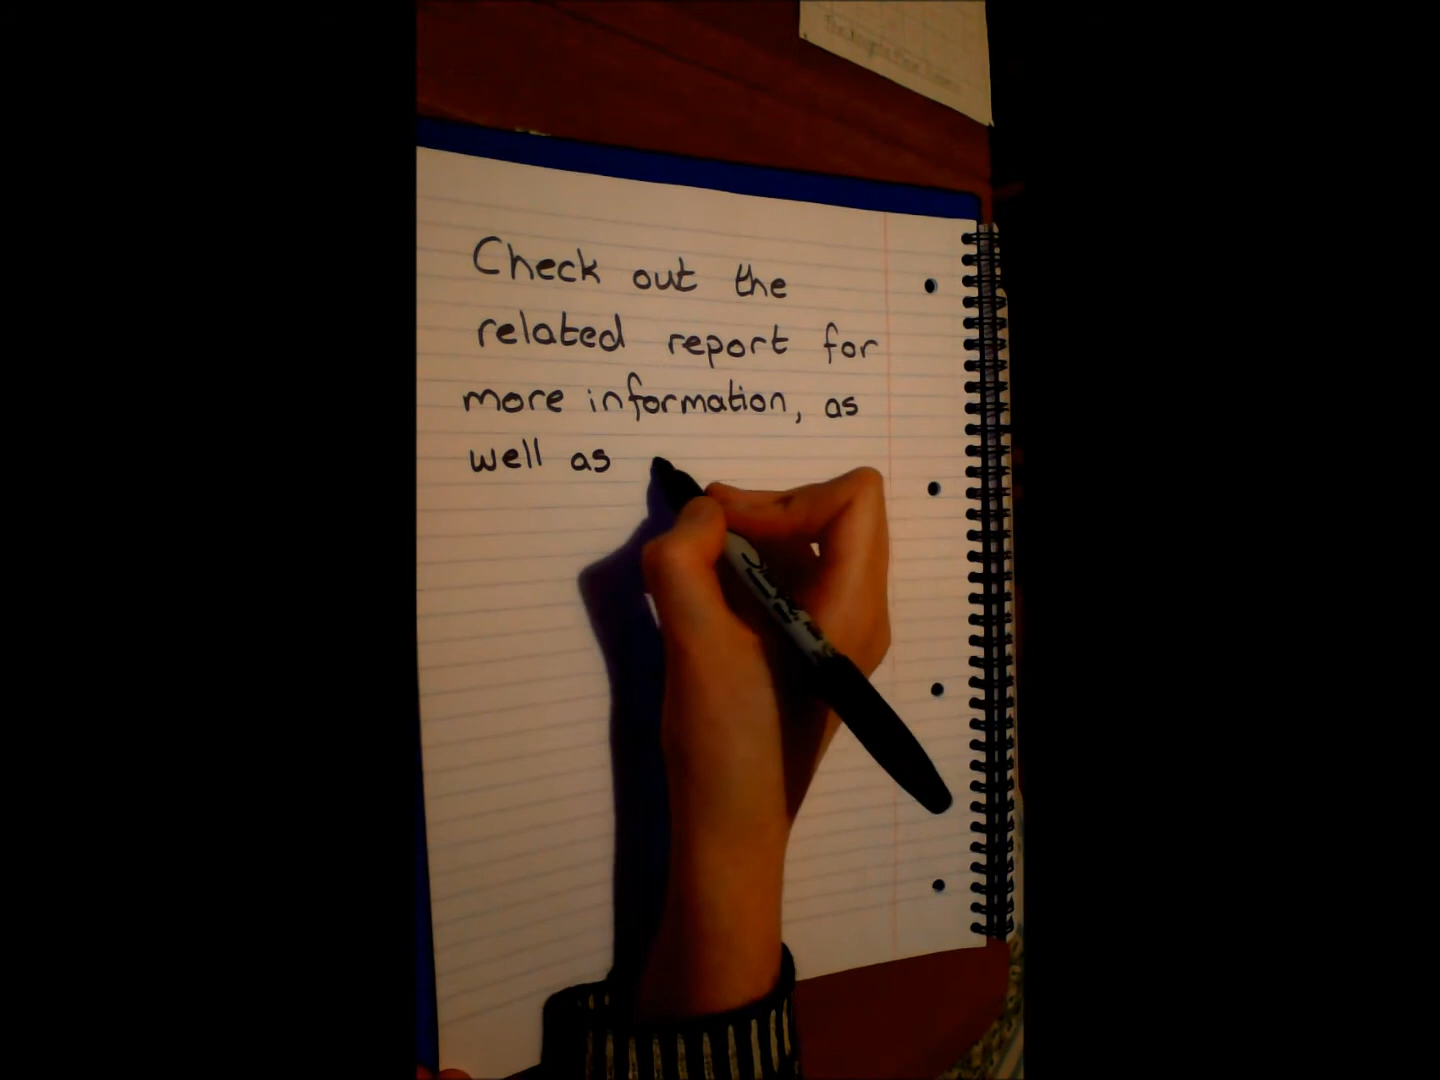 Check out the
related report for
more information, as
well as